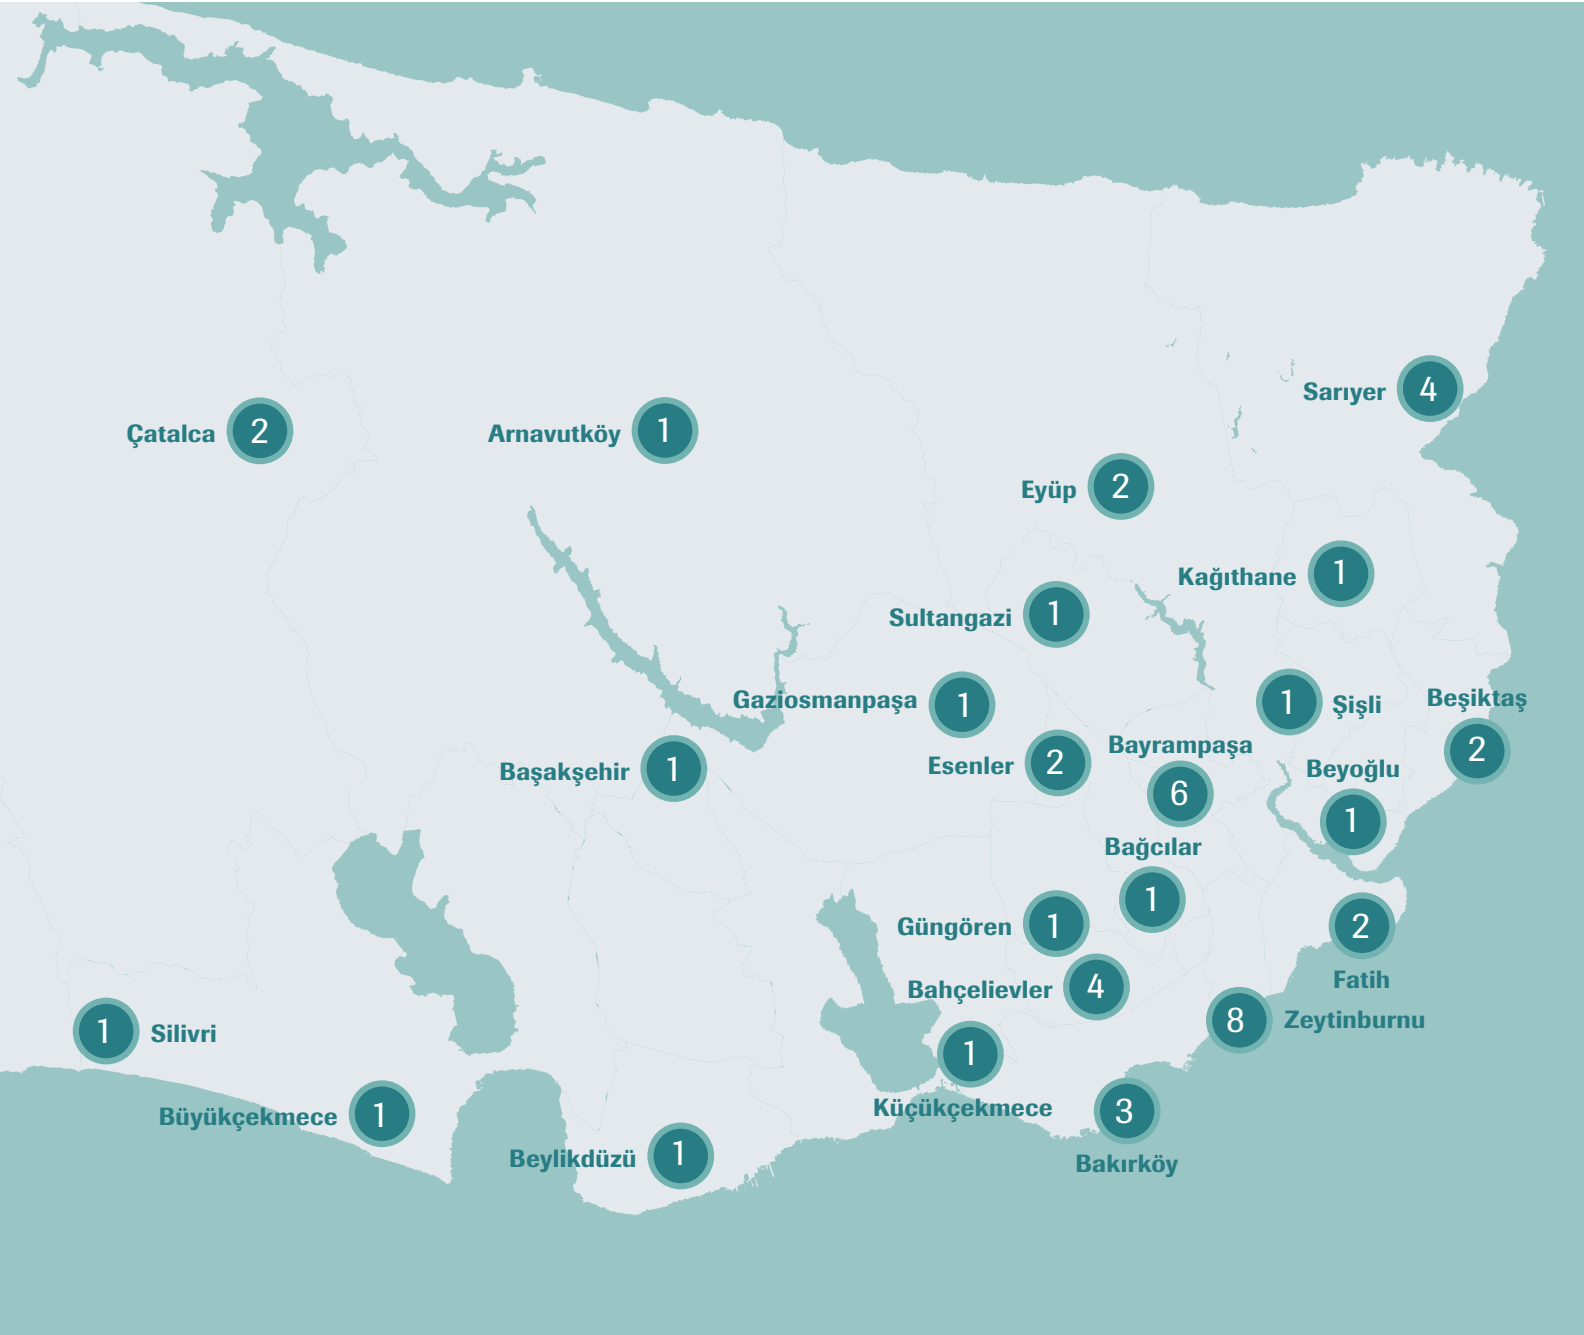 Sarıyer 4
Çatalca 2
Arnavutköy 1
Eyüp 2
Kağıthane 1
Sultangazi 1
Gaziosmanpaşa 1
Şişli 1
Beşiktaş
2
Bayrampaşa
6
Esenler 2
Başakşehir 1
Beyoğlu
1
Bağcılar
1
Güngören 1
2
Fatih
Bahçelievler 4
8 Zeytinburnu
1 Silivri
1
Küçükçekmece
3
Bakırköy
Büyükçekmece 1
Beylikdüzü 1